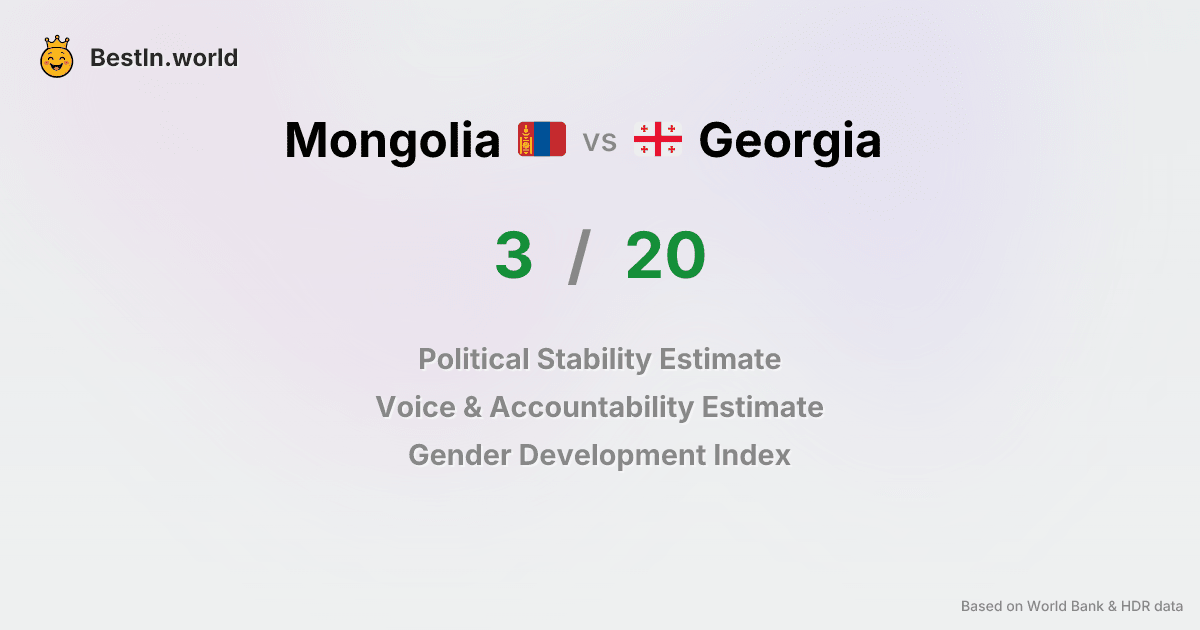 BestIn.world
Mongolia vs Georgia
3 / 20
Political Stability Estimate
Voice & Accountability Estimate
Gender Development Index
Based on World Bank & HDR data